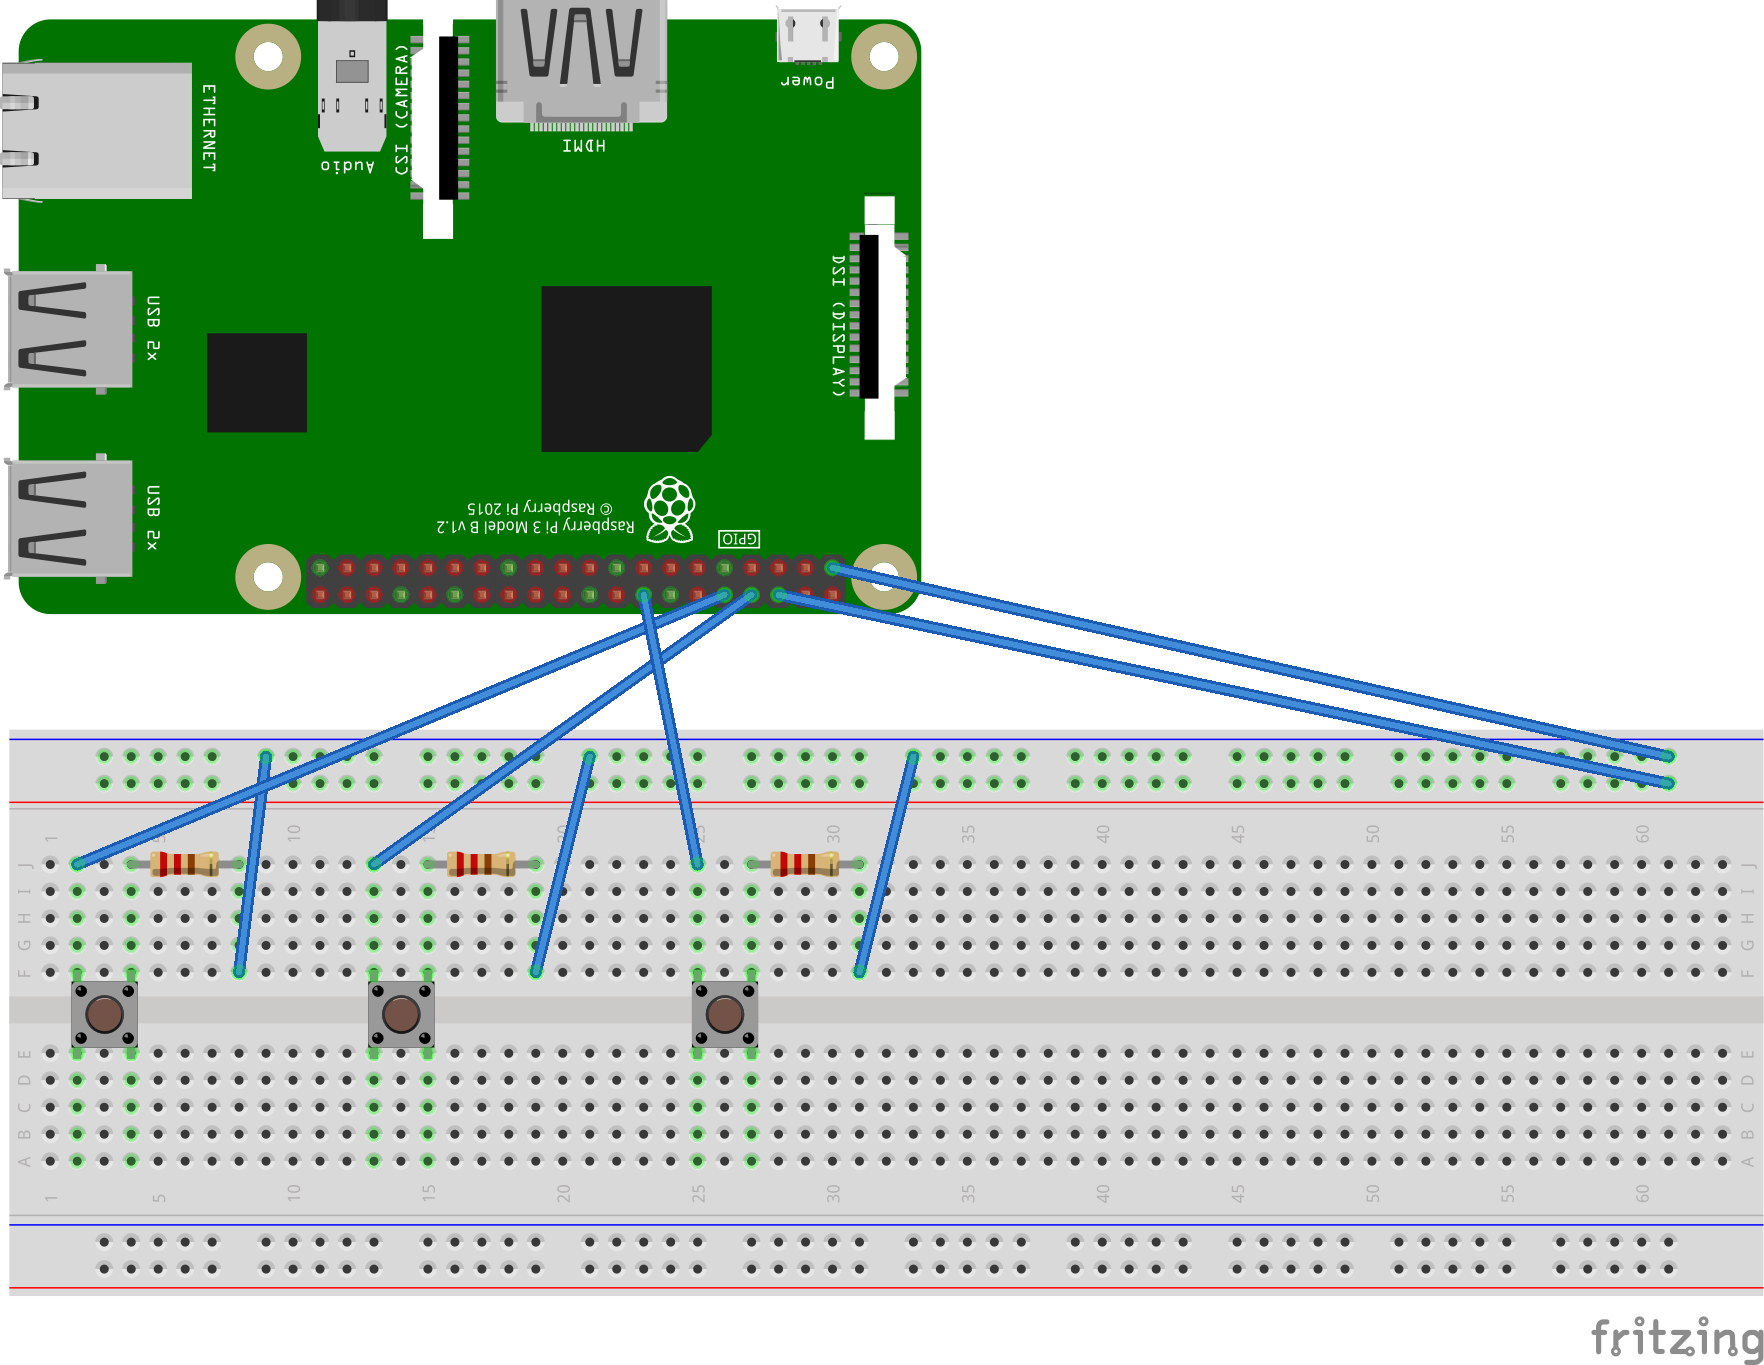 Power
ETHERNET
CSI (CAMERA)
Audio
HDMI
DSI (DISPLAY)
USB 2x
USB 2x
Raspberry Pi 3 Model B v1.2
© Raspberry Pi 2015
GPIO
1 5 10 15 20 25 30 35 40 45 50 55 60
J J
I I
H H
G G
F F
E E
D D
C C
B B
A A
1 5 10 15 20 25 30 35 40 45 50 55 60
fritzing